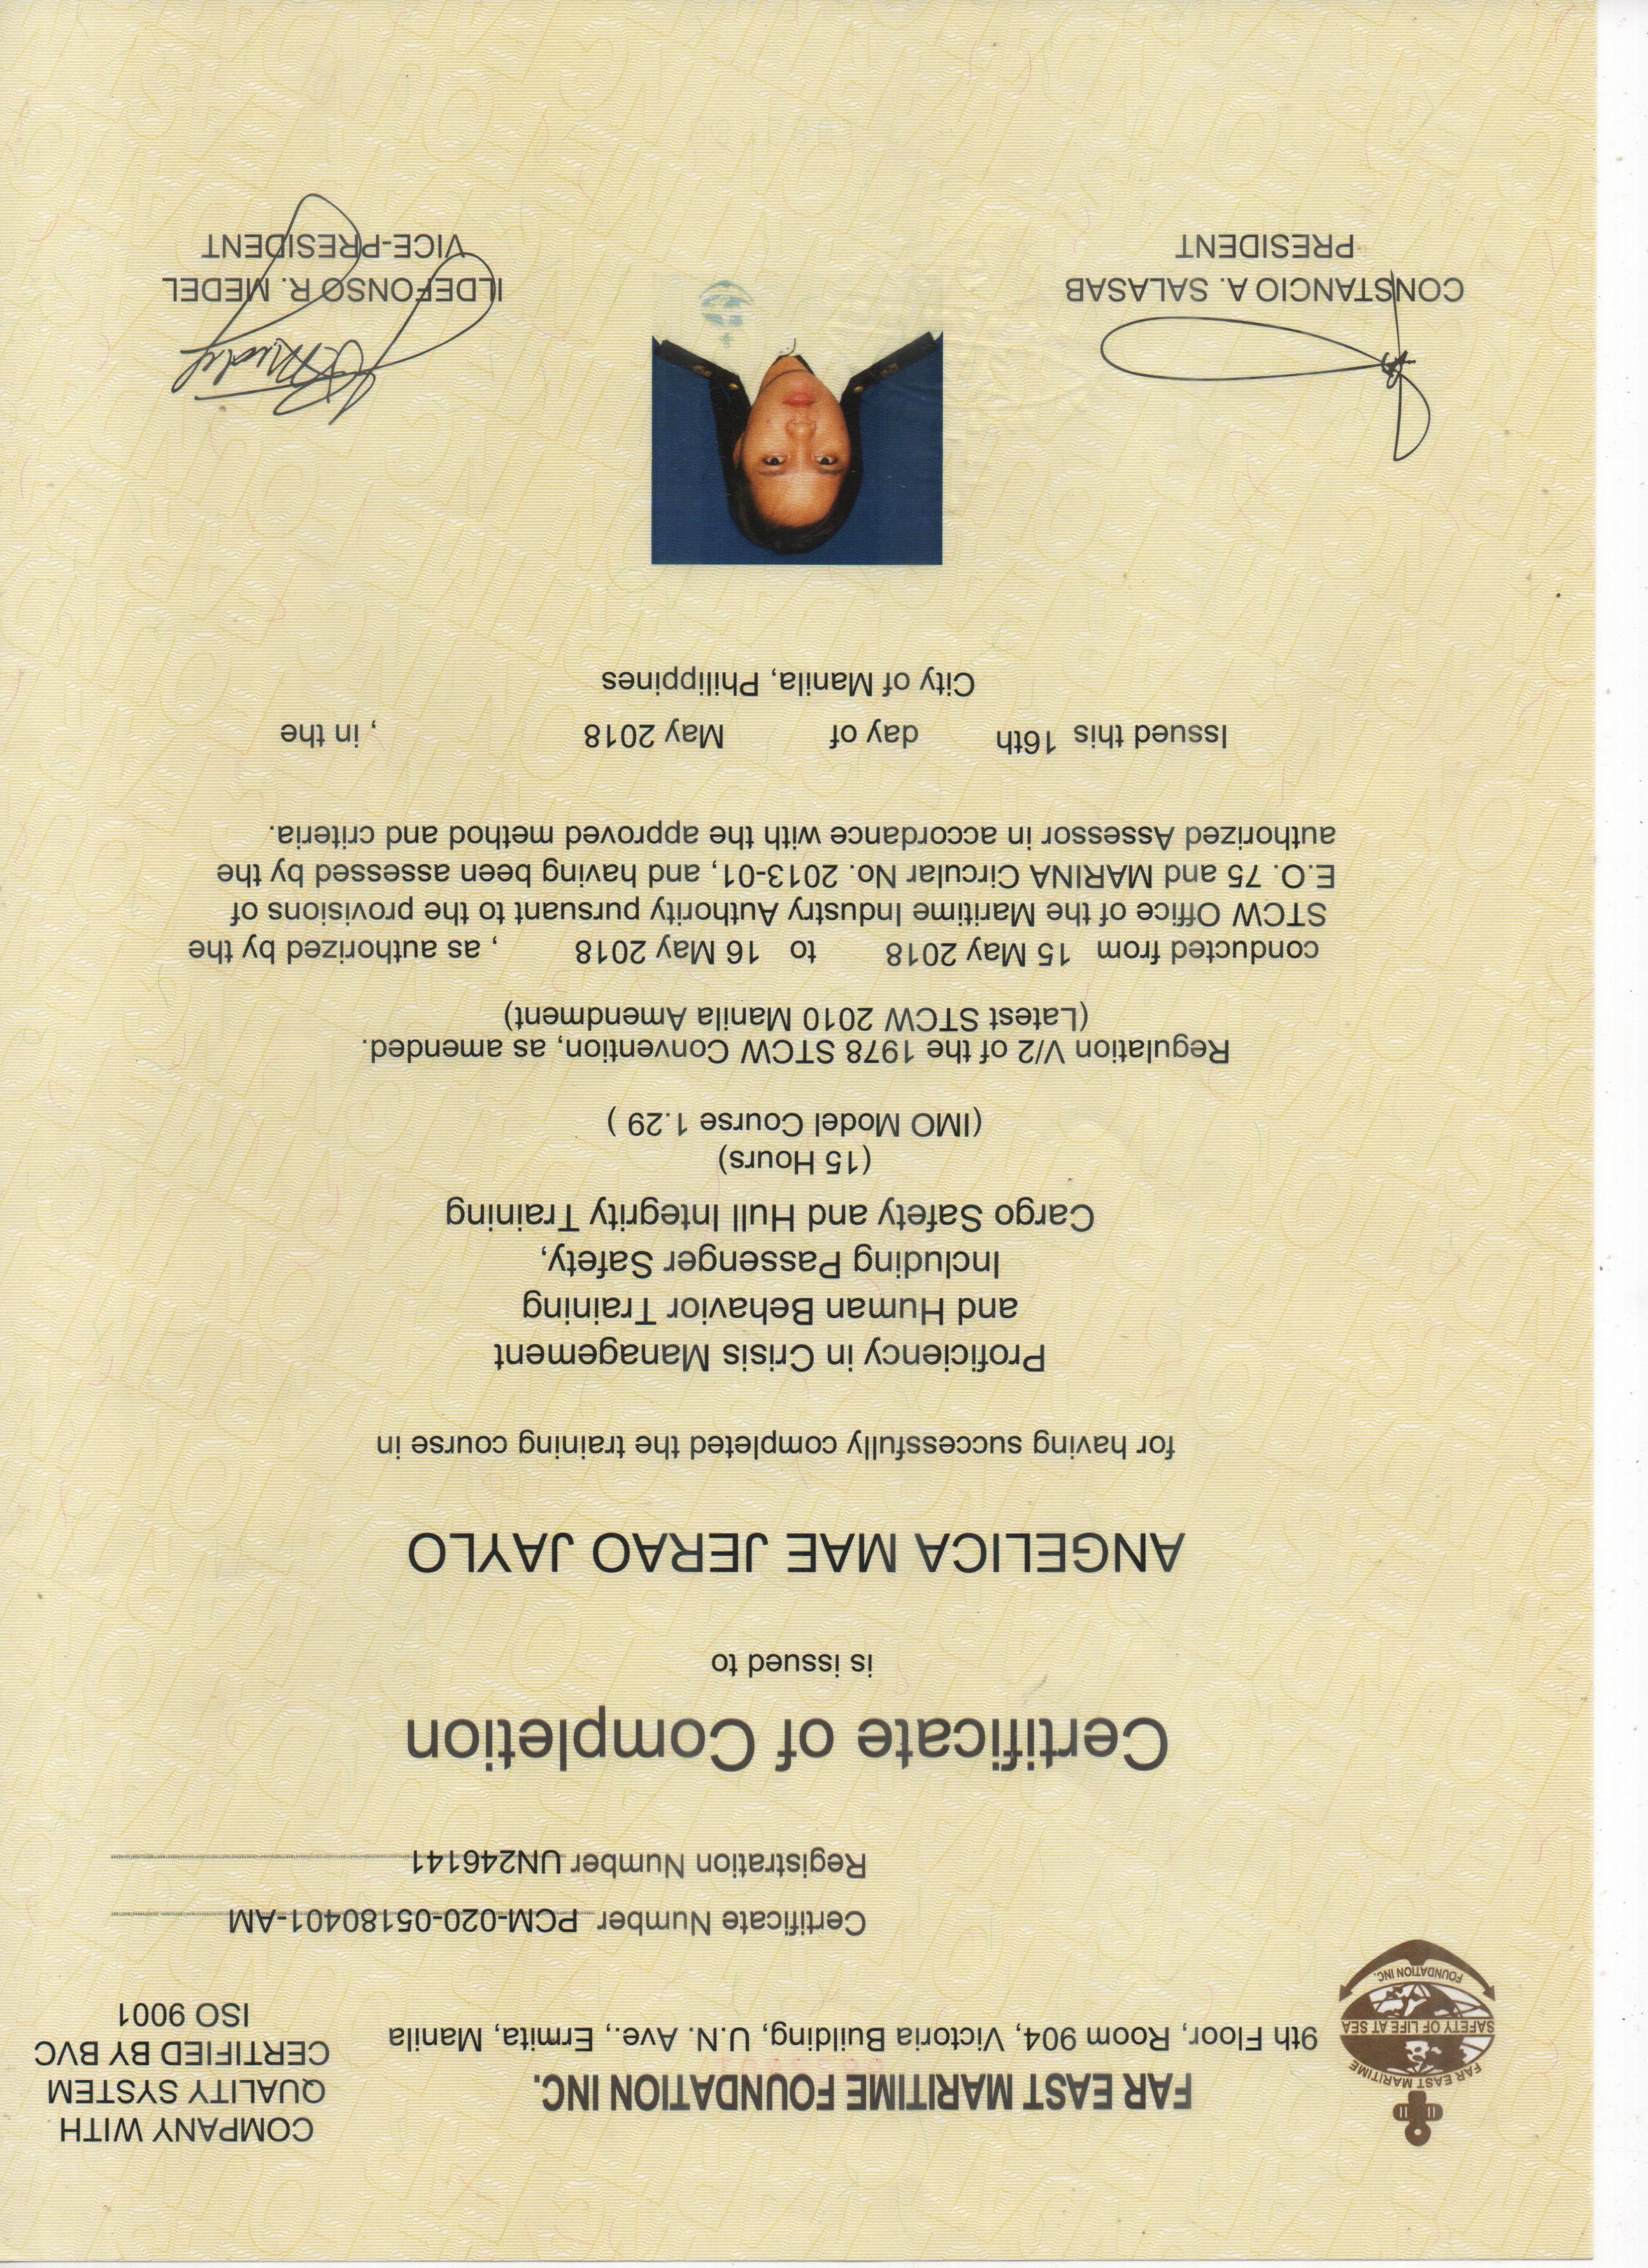 FAR EAST MARITIME
SAFETY OF LIFE AT SEA
FOUNDATION INC.
FAR EAST MARITIME FOUNDATION INC.
9th Floor, Room 904, Victoria Building, U.N. Ave., Ermita, Manila
COMPANY WITH
QUALITY SYSTEM
CERTIFIED BY BVC
ISO 9001
Certificate Number PCM-020-05180401-AM
Registration Number UN246141
Certificate of Completion
is issued to
ANGELICA MAE JERAO JAYLO
for having successfully completed the training course in
Proficiency in Crisis Management
and Human Behavior Training
Including Passenger Safety,
Cargo Safety and Hull Integrity Training
(15 Hours)
(IMO Model Course 1.29 )
Regulation V/2 of the 1978 STCW Convention, as amended.
(Latest STCW 2010 Manila Amendment)
conducted from 15 May 2018 to 16 May 2018 , as authorized by the
STCW Office of the Maritime Industry Authority pursuant to the provisions of
E.O. 75 and MARINA Circular No. 2013-01, and having been assessed by the
authorized Assessor in accordance with the approved method and criteria.
Issued this 16th day of May 2018 , in the
City of Manila, Philippines
CONSTANCIO A. SALASAB
PRESIDENT
ILDEFONSO R. MEDEL
VICE-PRESIDENT